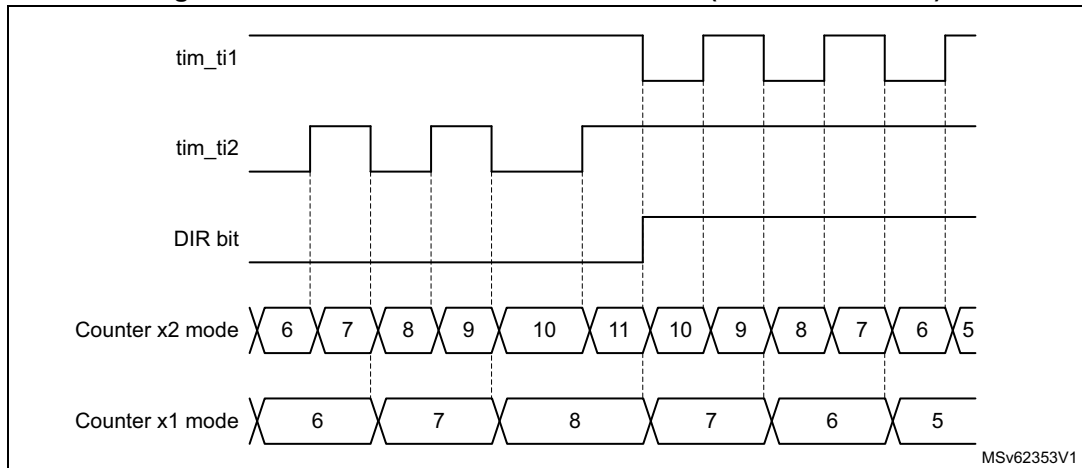 tim_ti1
tim_ti2
DIR bit
Counter x2 mode 6 7 8 9 10 11 10 9 8 7 6 5
Counter x1 mode 6 7 8 7 6 5
MSv62353V1